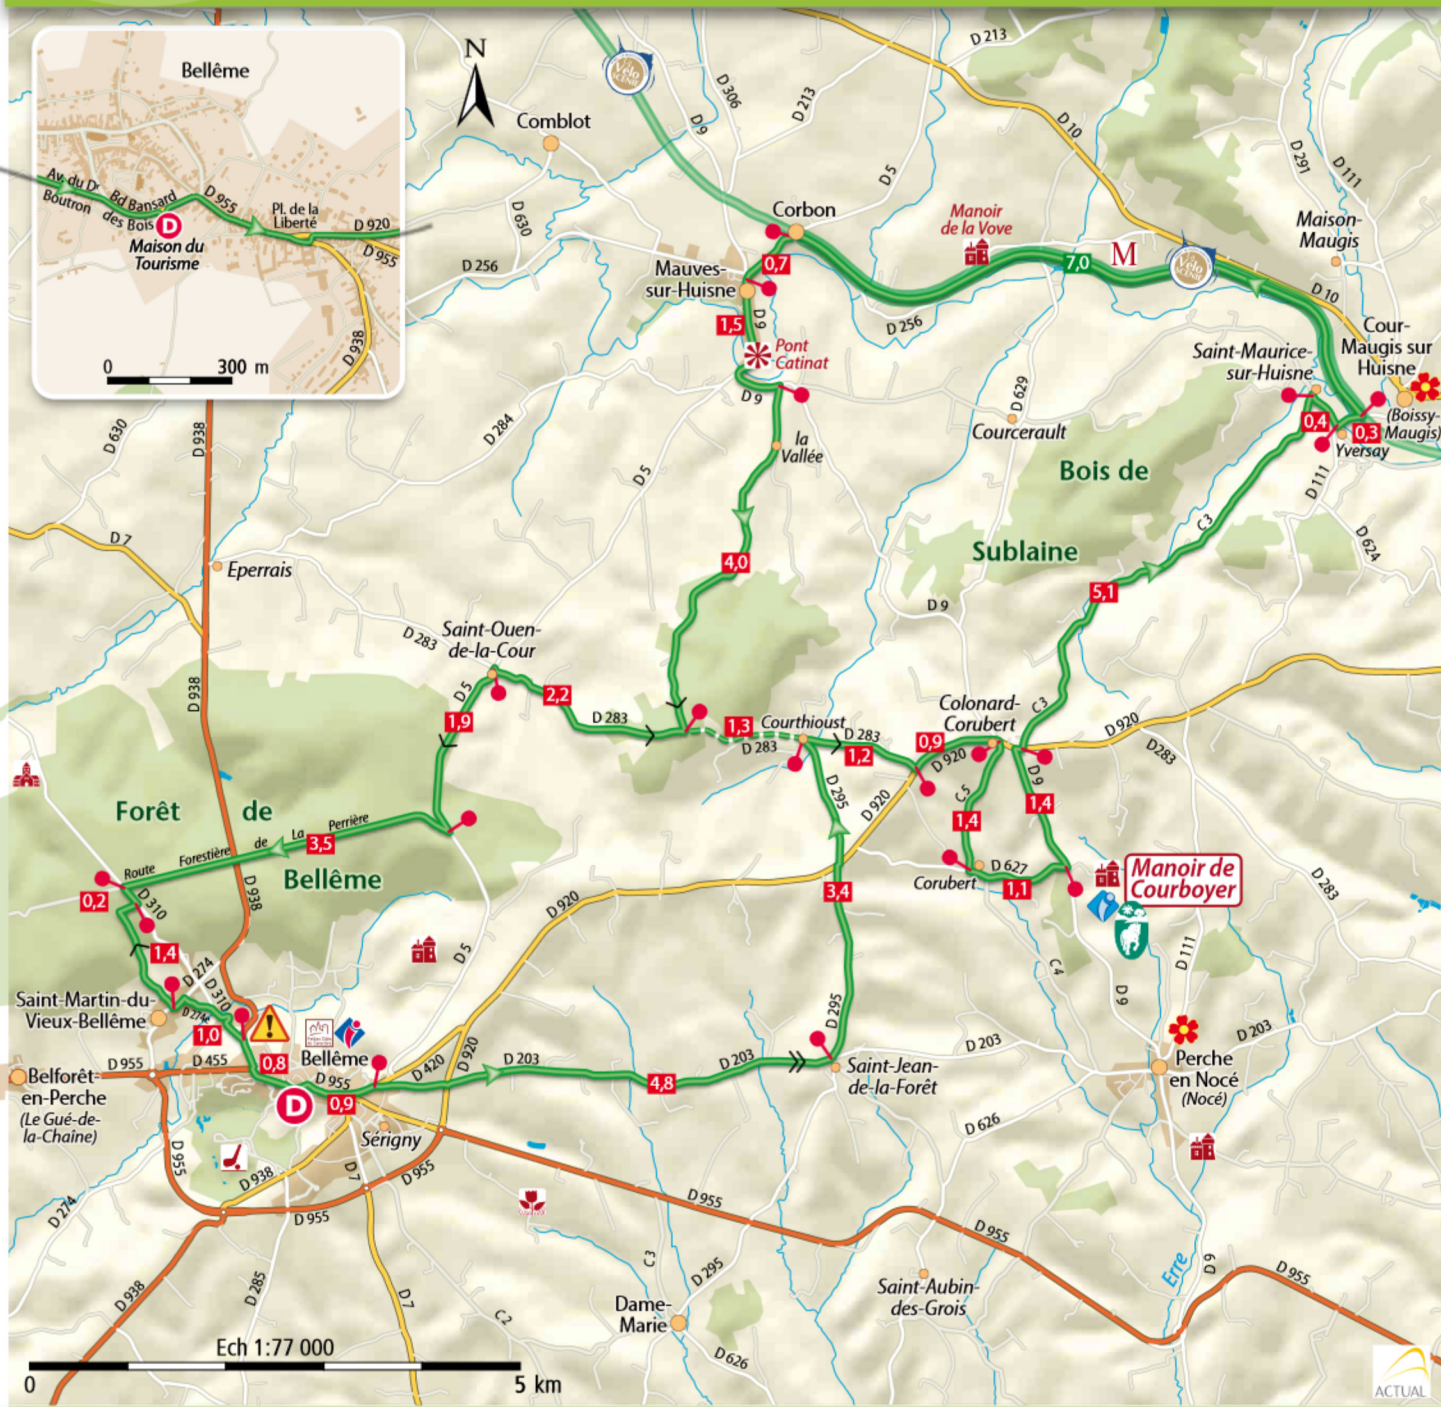 Bellême
Av. du Dr
Boutron
Bd Bansard
des Bois
D
Maison du
Tourisme
D 955
Pl. de la
Liberté
D 920
D 955
D 938
0
300 m
N
Comblot
D 306
D 9
D 213
D 213
D 10
D 5
D 291
D 111
D 630
D 256
Corbon
Manoir
de la Vove
7,0
M
Maison-
Maugis
0,7
Mauves-
sur-Huisne
1,5
D 9
Pont
Catinat
D 9
D 256
D 10
Cour-
Maugis sur
Huisne
(Boissy-
Maugis)
Saint-Maurice-
sur-Huisne
0,4
0,3
Yversay
D 111
D 624
D 629
Courcerault
D 630
D 938
D 284
D 5
la
Vallée
Bois de
Sublaine
C 3
D 7
Eperrais
4,0
5,1
D 9
D 283
Saint-Ouen-
de-la-Cour
D 938
D 5
1,9
2,2
D 283
1,3
D 283
Courthioust
D 283
1,2
0,9
D 920
Colonard-
Corubert
C 3
D 920
D 283
D 9
1,4
C 5
1,4
D 295
D 920
Forêt de
Bellême
Route Forestière de La Perrière
3,5
0,2
D 310
D 938
D 920
3,4
Corubert
D 627
1,1
Manoir de
Courboyer
D 283
D 111
D 5
1,4
D 274
D 310
Saint-Martin-du-
Vieux-Bellême
D 274
1,0
C 4
D 9
D 295
D 203
D 203
Perche
en Nocé
(Nocé)
D 955
D 455
0,8
Bellême
D 955
D 420
D 920
D 203
4,8
D 203
Saint-Jean-
de-la-Forêt
Belforêt-
en-Perche
(Le Gué-de-
la-Chaîne)
D
0,9
Sérigny
D 626
D 955
D 938
D 7
D 955
D 955
D 274
D 955
D 955
C 3
D 295
Saint-Aubin-
des-Grois
Erre
D 9
D 955
D 938
D 285
D 7
C 2
Dame-
Marie
D 626
Ech 1:77 000
0
5 km
ACTUAL